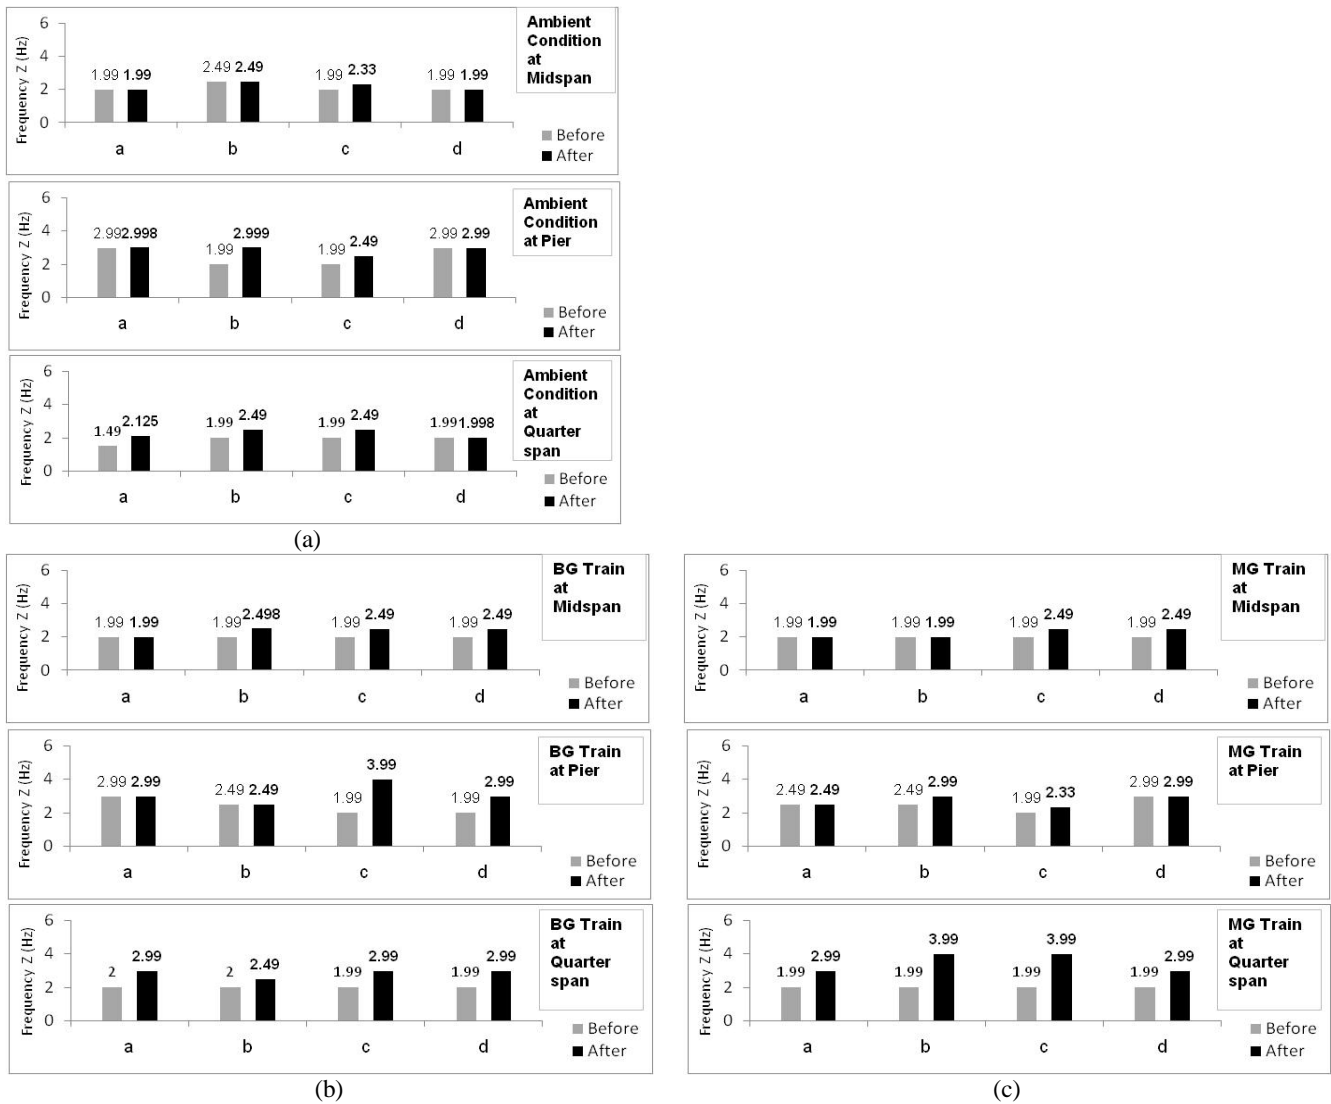 Ambient
Condition
at
Midspan
Frequency Z (Hz)
6
4
2
0
1.99 1.99
2.49 2.49
1.99 2.33
1.99 1.99
a b c d
Before
After
Ambient
Condition
at Pier
Frequency Z (Hz)
6
4
2
0
2.99 2.998
1.99 2.999
1.99 2.49
2.99 2.99
a b c d
Before
After
Ambient
Condition
at
Quarter
span
Frequency Z (Hz)
6
4
2
0
1.49 2.125
1.99 2.49
1.99 2.49
1.99 1.998
a b c d
Before
After
(a)
BG Train
at
Midspan
Frequency Z (Hz)
6
4
2
0
1.99 1.99
1.99 2.498
1.99 2.49
1.99 2.49
a b c d
Before
After
BG Train
at Pier
Frequency Z (Hz)
6
4
2
0
2.99 2.99
2.49 2.49
1.99 3.99
1.99 2.99
a b c d
Before
After
BG Train
at
Quarter
span
Frequency Z (Hz)
6
4
2
0
2 2.99
2 2.49
1.99 2.99
1.99 2.99
a b c d
Before
After
(b)
MG Train
at
Midspan
Frequency Z (Hz)
6
4
2
0
1.99 1.99
1.99 1.99
1.99 2.49
1.99 2.49
a b c d
Before
After
MG Train
at Pier
Frequency Z (Hz)
6
4
2
0
2.49 2.49
2.49 2.99
1.99 2.33
2.99 2.99
a b c d
Before
After
MG Train
at
Quarter
span
Frequency Z (Hz)
6
4
2
0
1.99 2.99
1.99 3.99
1.99 3.99
1.99 2.99
a b c d
Before
After
(c)